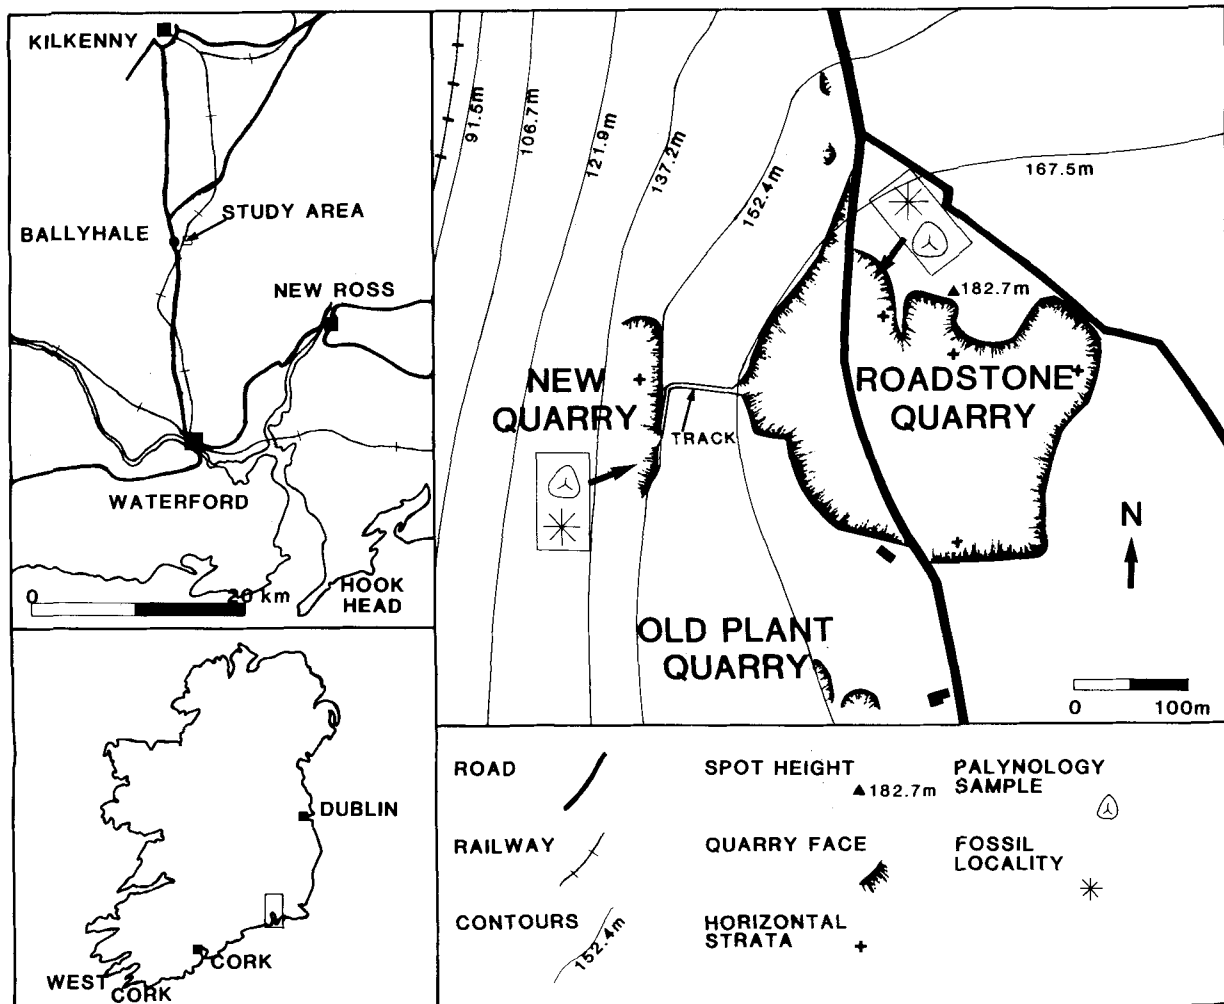 KILKENNY
STUDY AREA
BALLYHALE
NEW ROSS
WATERFORD
HOOK
HEAD
0 20 km
91.5m
106.7m
121.9m
137.2m
152.4m
167.5m
182.7m
NEW
QUARRY
TRACK
ROADSTONE
QUARRY
N
OLD PLANT
QUARRY
0 100m
DUBLIN
CORK
WEST
CORK
ROAD
RAILWAY
CONTOURS
152.4m
SPOT HEIGHT
182.7m
QUARRY FACE
HORIZONTAL
STRATA
PALYNOLOGY
SAMPLE
FOSSIL
LOCALITY